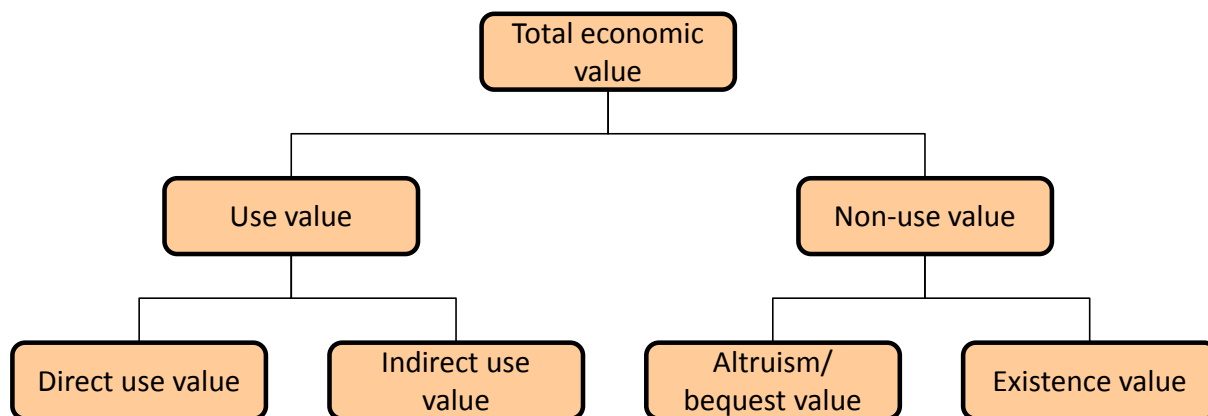 Total economic
value
Use value
Non-use value
Direct use value
Indirect use
value
Altruism/
bequest value
Existence value